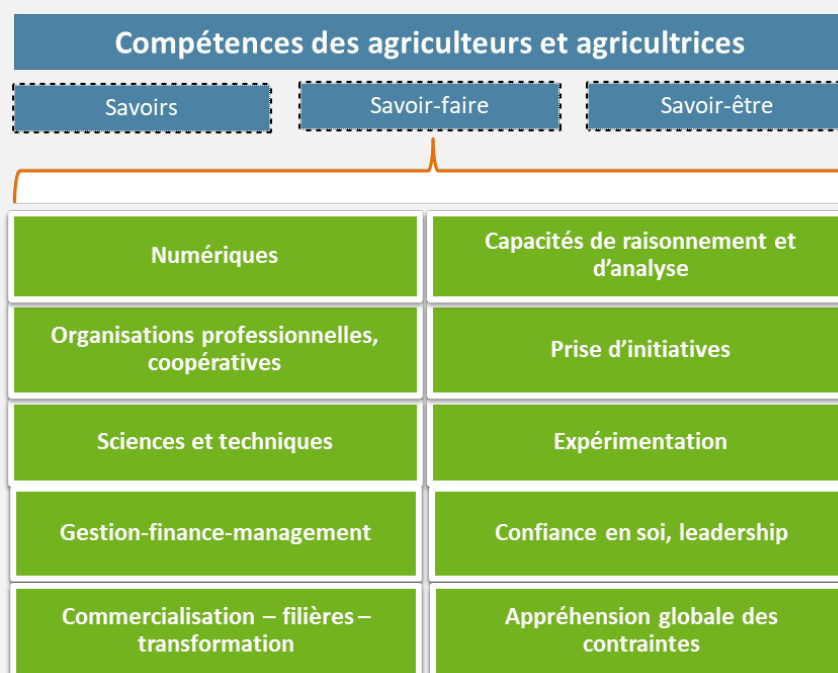 Compétences des agriculteurs et agricultrices
Savoirs
Savoir-faire
Savoir-être
Numériques
Capacités de raisonnement et
d’analyse
Organisations professionnelles,
coopératives
Prise d’initiatives
Sciences et techniques
Expérimentation
Gestion-finance-management
Confiance en soi, leadership
Commercialisation – filières –
transformation
Appréhension globale des
contraintes